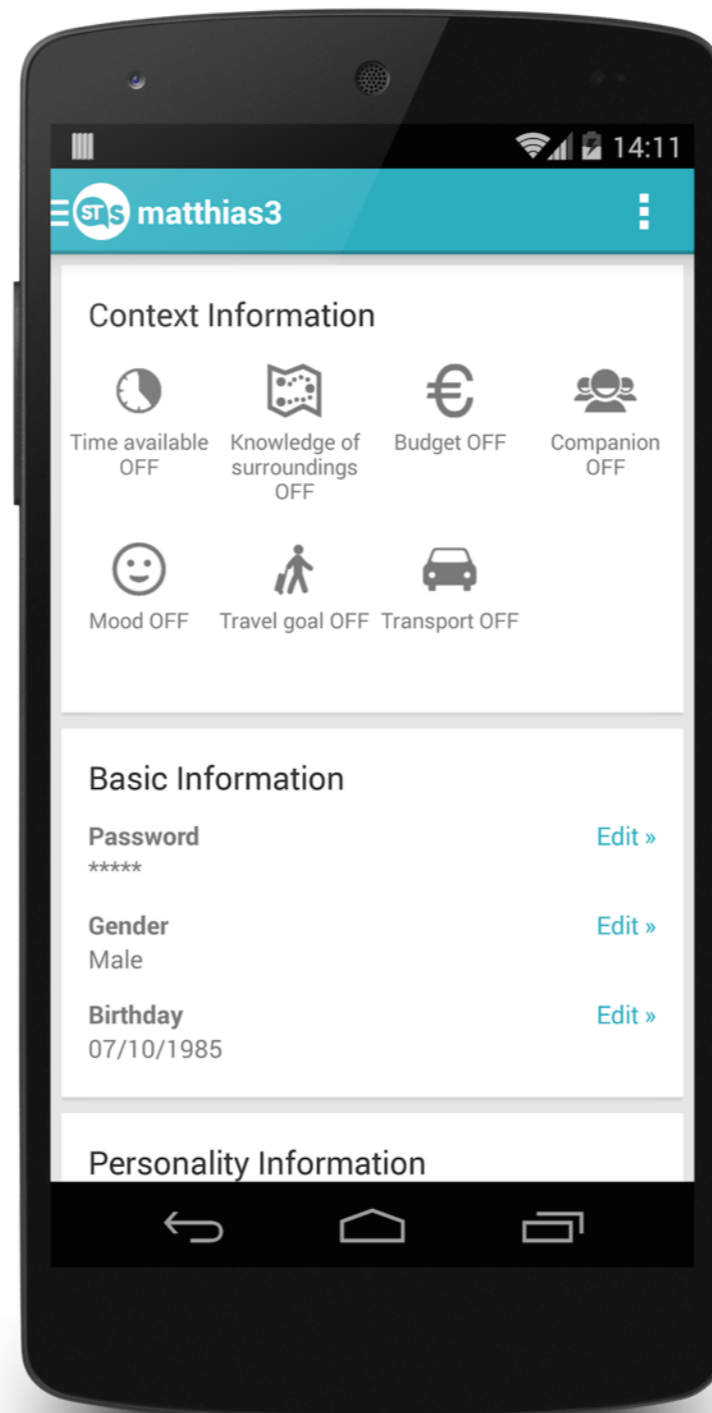 14:11
STS matthias3
Context Information
Time available
OFF
Knowledge of
surroundings
OFF
Budget OFF
Companion
OFF
Mood OFF
Travel goal OFF
Transport OFF
Basic Information
Password
Edit »
*****
Gender
Edit »
Male
Birthday
Edit »
07/10/1985
Personality Information